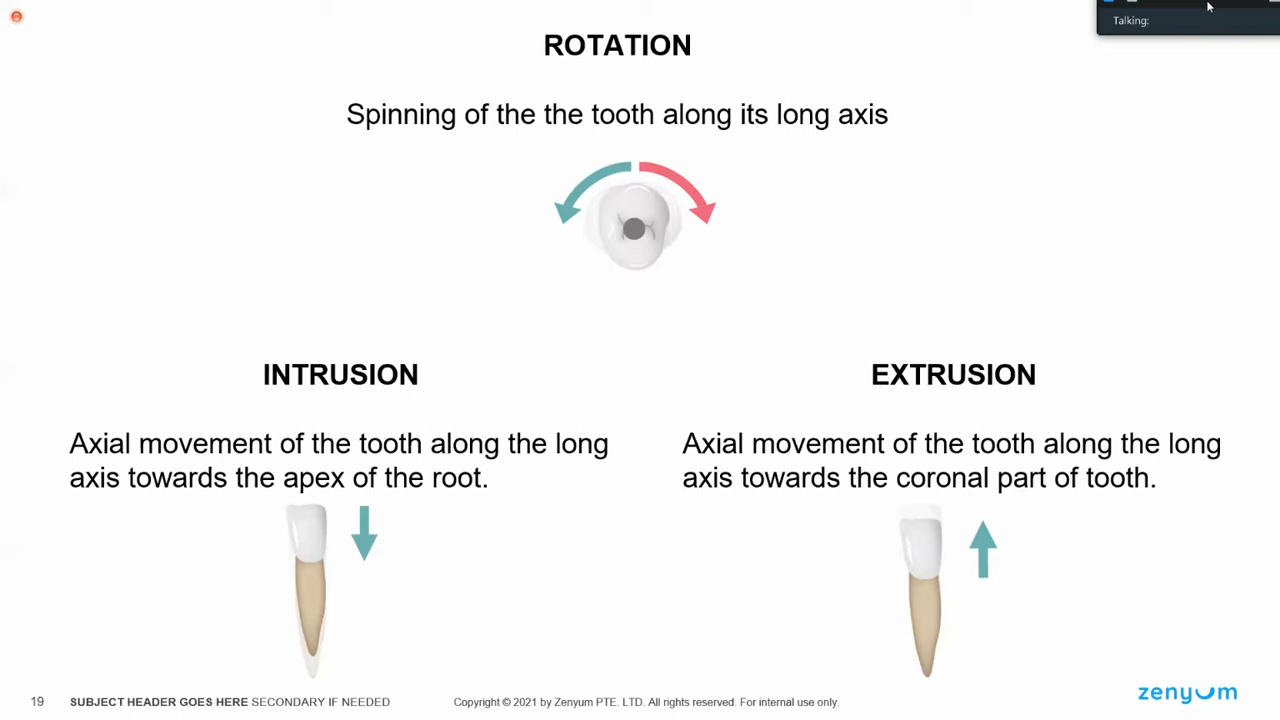 Talking:
ROTATION
Spinning of the the tooth along its long axis
INTRUSION
Axial movement of the tooth along the long
axis towards the apex of the root.
EXTRUSION
Axial movement of the tooth along the long
axis towards the coronal part of tooth.
19 SUBJECT HEADER GOES HERE SECONDARY IF NEEDED Copyright © 2021 by Zenyum PTE. LTD. All rights reserved. For internal use only.
zenyum